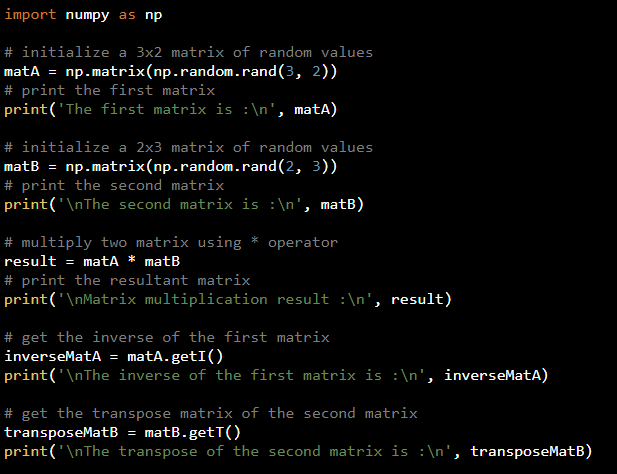 import numpy as np
# initialize a 3x2 matrix of random values
matA = np.matrix(np.random.rand(3, 2))
# print the first matrix
print('The first matrix is :\n', matA)
# initialize a 2x3 matrix of random values
matB = np.matrix(np.random.rand(2, 3))
# print the second matrix
print('\nThe second matrix is :\n', matB)
# multiply two matrix using * operator
result = matA * matB
# print the resultant matrix
print('\nMatrix multiplication result :\n', result)
# get the inverse of the first matrix
inverseMatA = matA.getI()
print('\nThe inverse of the first matrix is :\n', inverseMatA)
# get the transpose matrix of the second matrix
transposeMatB = matB.getT()
print('\nThe transpose of the second matrix is :\n', transposeMatB)